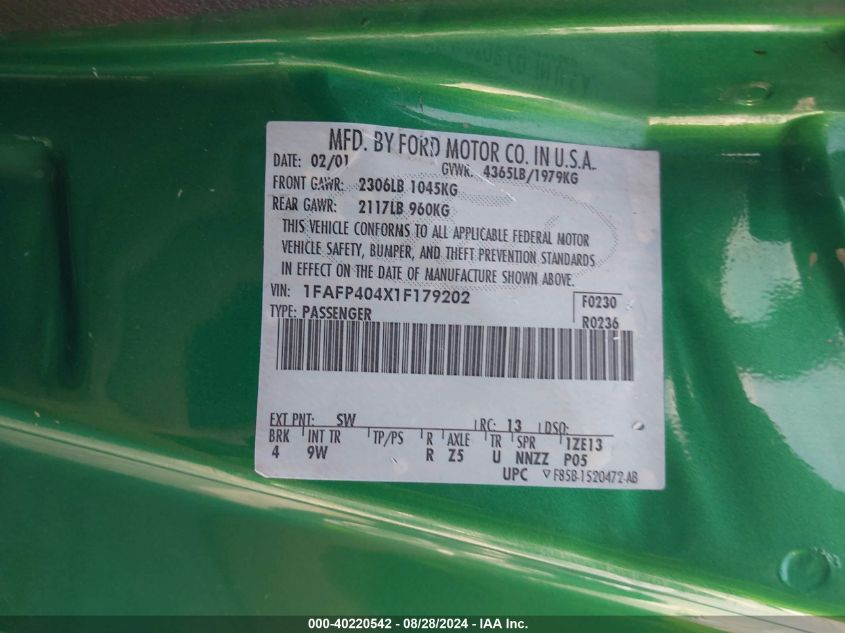 MFD. BY FORD MOTOR CO. IN U.S.A.
DATE: 02/01 GVWR: 4365LB/1979KG
FRONT GAWR: 2306LB 1045KG
REAR GAWR: 2117LB 960KG
THIS VEHICLE CONFORMS TO ALL APPLICABLE FEDERAL MOTOR
VEHICLE SAFETY, BUMPER, AND THEFT PREVENTION STANDARDS
IN EFFECT ON THE DATE OF MANUFACTURE SHOWN ABOVE.
VIN: 1FAFP404X1F179202 F0230
TYPE: PASSENGER R0236
EXT PNT: SW RC: 13 DSO:
BRK INT TR TP/PS R AXLE TR SPR 1ZE13
4 9W R Z5 U NNZZ P05
UPC F85B-1520472-AB
000-40220542 - 08/28/2024 - IAA Inc.